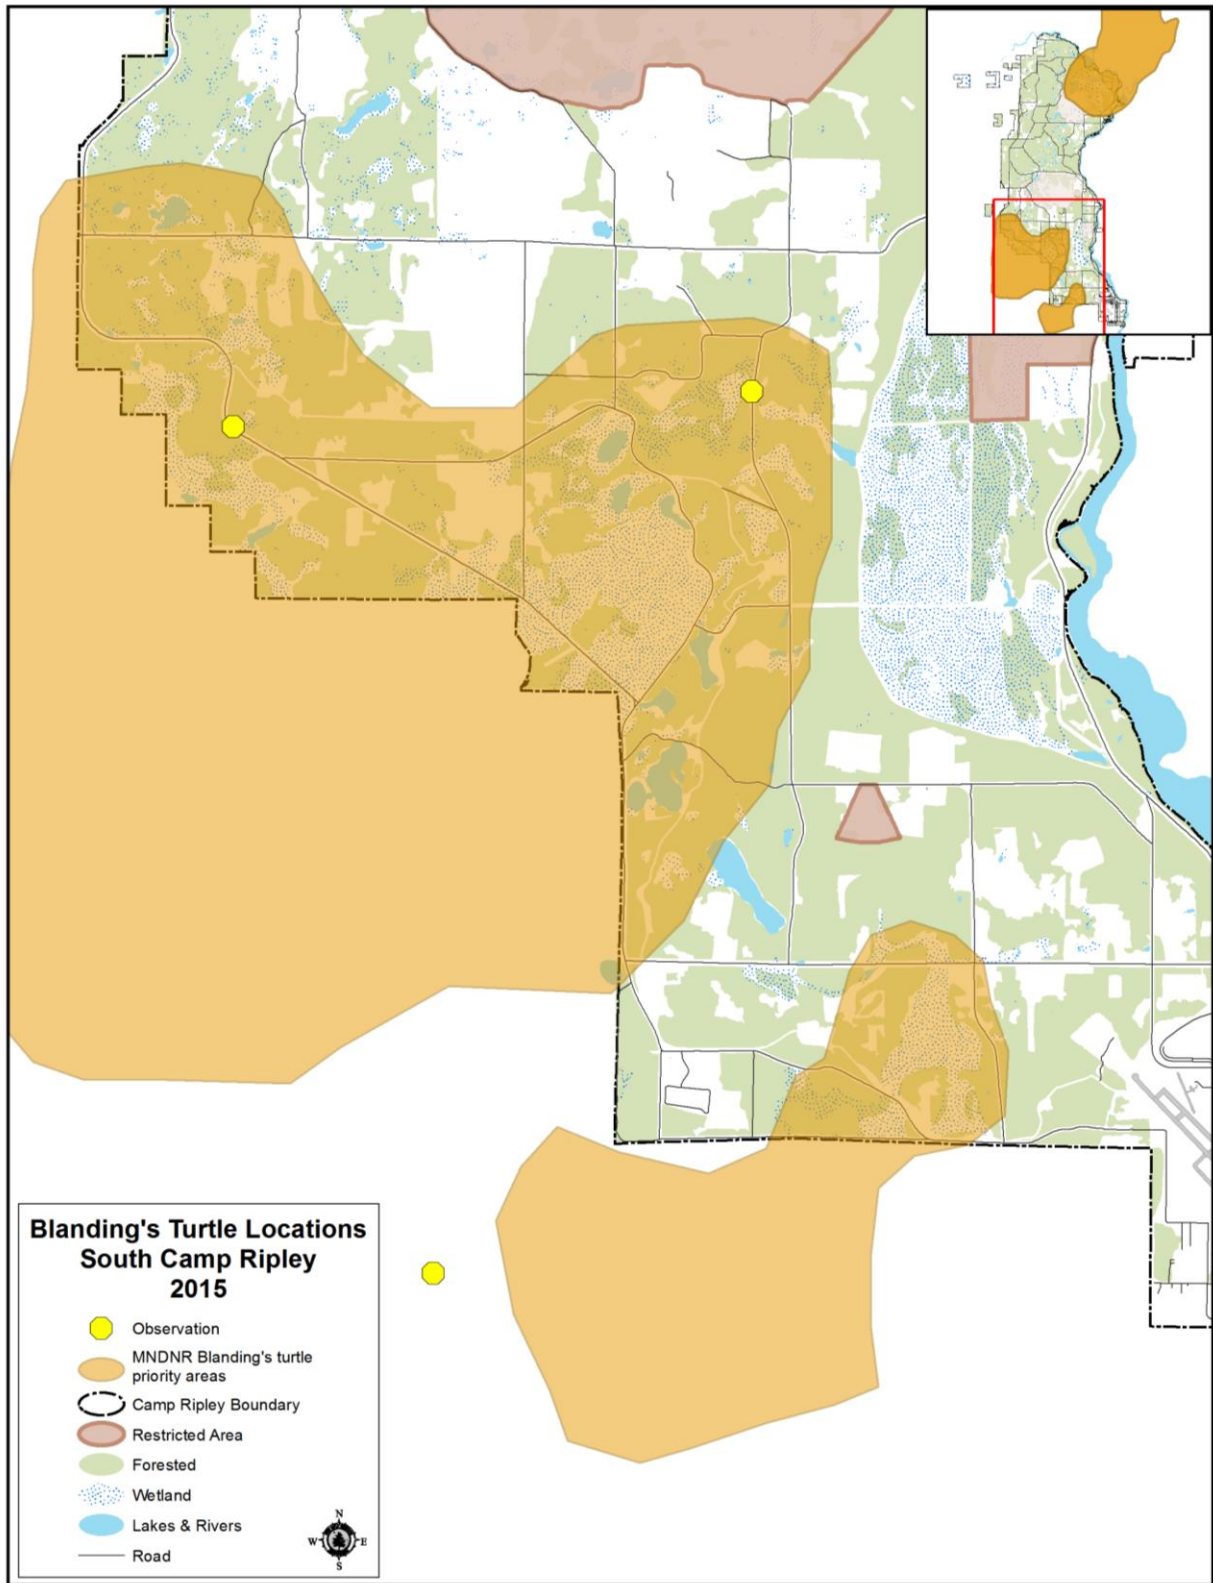 Blanding's Turtle Locations
South Camp Ripley
2015
Observation
MNDNR Blanding's turtle
priority areas
Camp Ripley Boundary
Restricted Area
Forested
Wetland
Lakes & Rivers
Road
N
W E
S